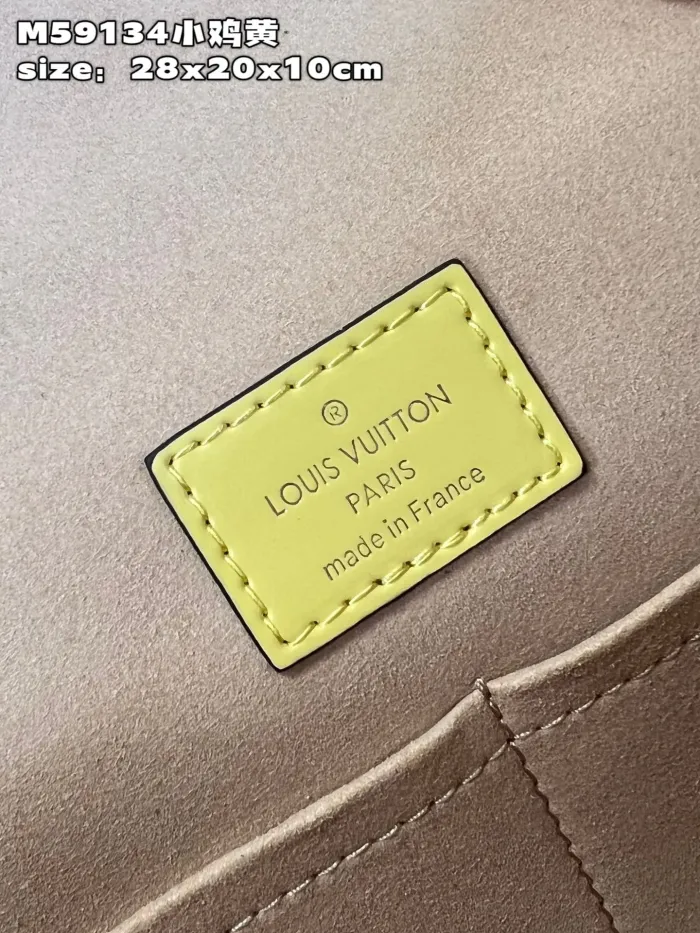 M59134小鸡黄
size: 28x20x10cm
®
LOUIS VUITTON
PARIS
made in France